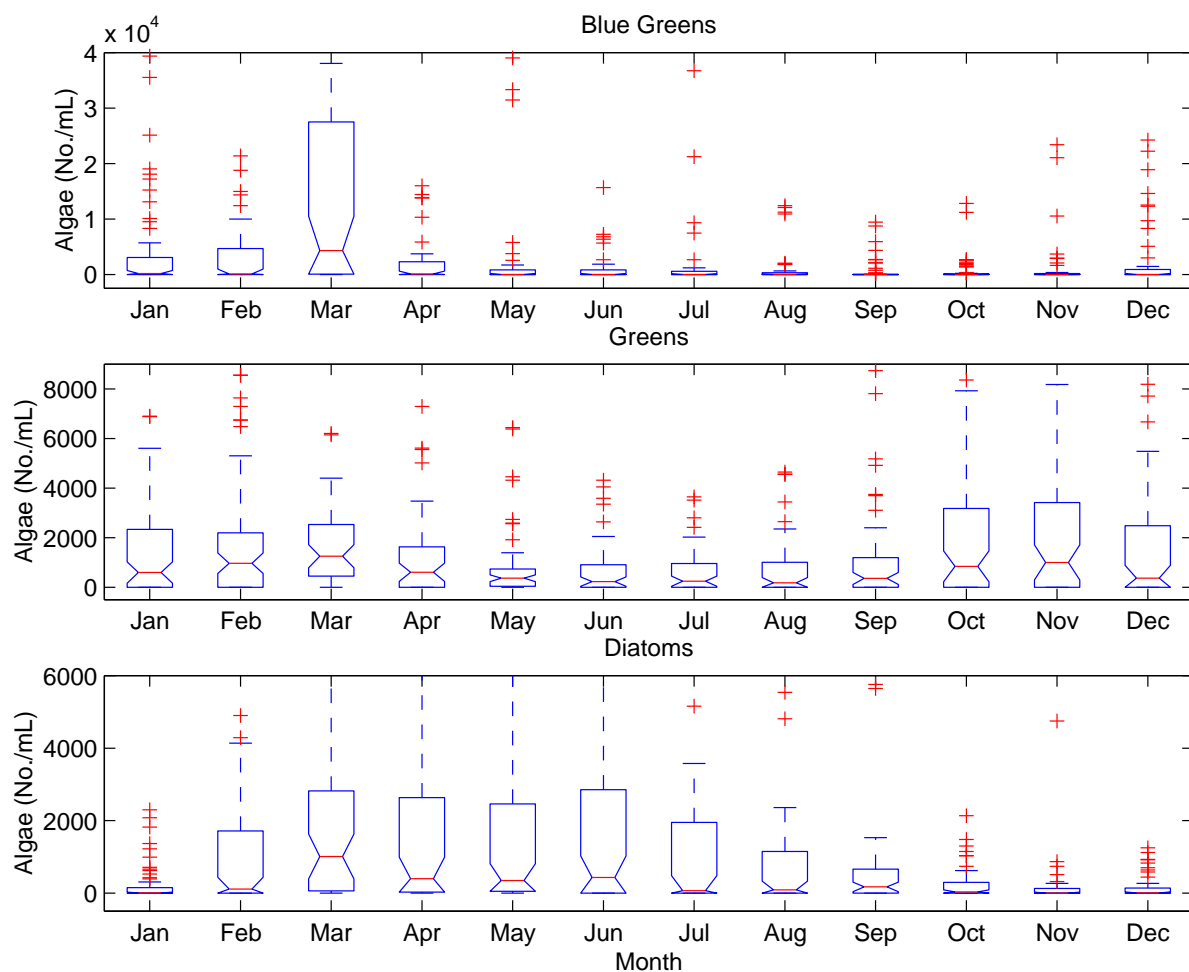 Blue Greens
x 10^4
Algae (No./mL)
4
3
2
1
0
Jan Feb Mar Apr May Jun Jul Aug Sep Oct Nov Dec
Greens
Algae (No./mL)
8000
6000
4000
2000
0
Jan Feb Mar Apr May Jun Jul Aug Sep Oct Nov Dec
Diatoms
Algae (No./mL)
6000
4000
2000
0
Jan Feb Mar Apr May Jun Jul Aug Sep Oct Nov Dec
Month